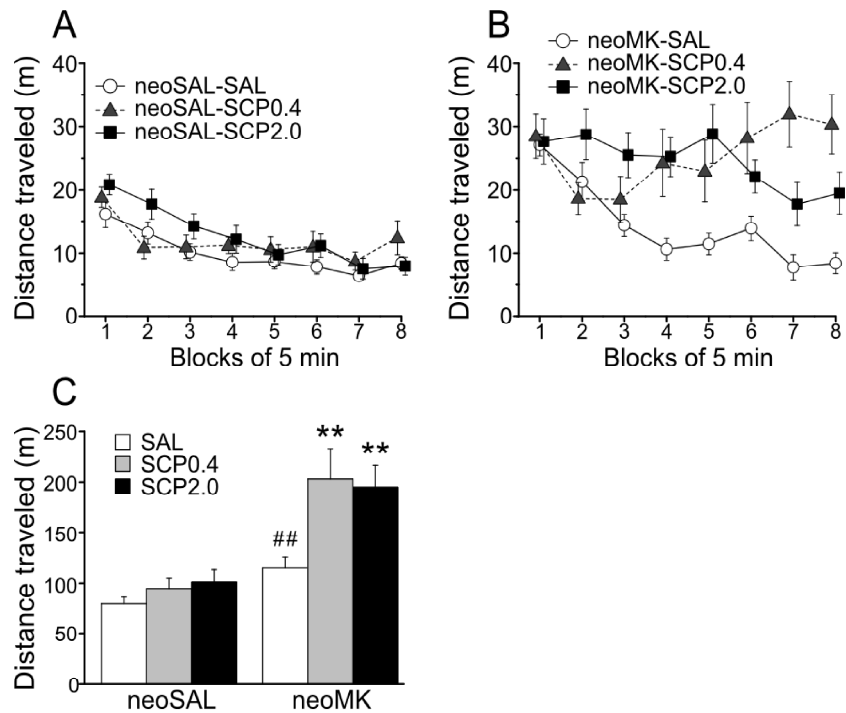 A
neoSAL-SAL
neoSAL-SCP0.4
neoSAL-SCP2.0
Distance traveled (m)
40
30
20
10
0
1 2 3 4 5 6 7 8
Blocks of 5 min
B
neoMK-SAL
neoMK-SCP0.4
neoMK-SCP2.0
Distance traveled (m)
40
30
20
10
0
1 2 3 4 5 6 7 8
Blocks of 5 min
C
SAL
SCP0.4
SCP2.0
Distance traveled (m)
250
200
150
100
50
0
##
**
**
neoSAL neoMK